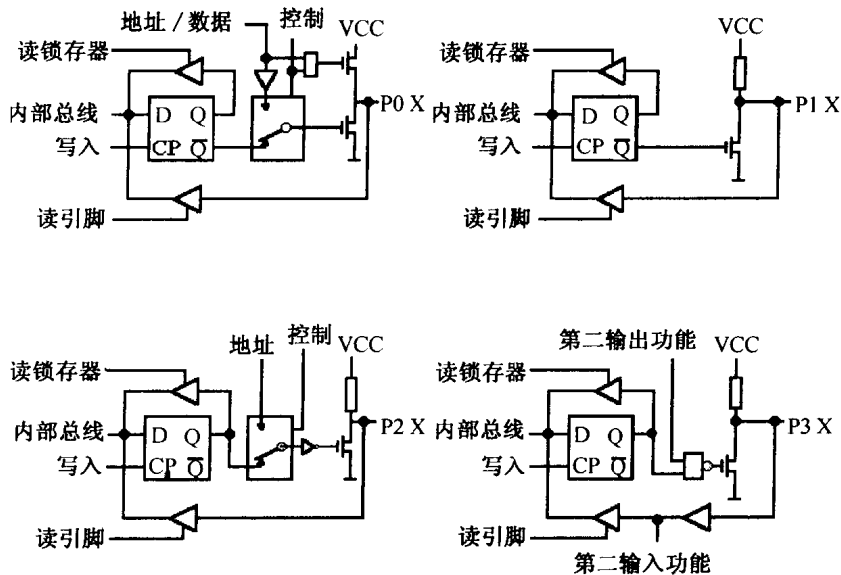 地址/数据
控制
VCC
读锁存器
内部总线
D Q
P0 X
写入
CP Q̅
读引脚
VCC
读锁存器
内部总线
D Q
P1 X
写入
CP Q̅
读引脚
地址
控制
VCC
读锁存器
内部总线
D Q
P2 X
写入
CP Q̅
读引脚
第二输出功能
VCC
读锁存器
内部总线
D Q
P3 X
写入
CP Q̅
读引脚
第二输入功能